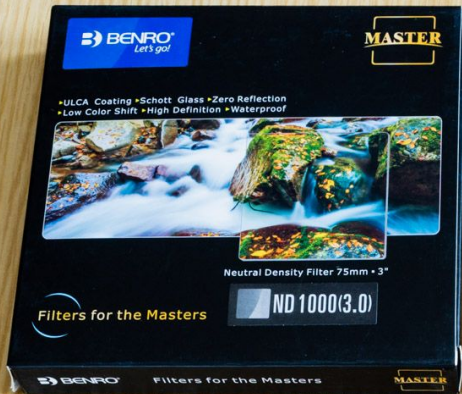 BENRO®
Let's go!
MASTER
▸ULCA Coating ▸Schott Glass ▸Zero Reflection
▸Low Color Shift ▸High Definition ▸Waterproof
Neutral Density Filter 75mm • 3"
ND 1000(3.0)
Filters for the Masters
BENRO® Filters for the Masters MASTER